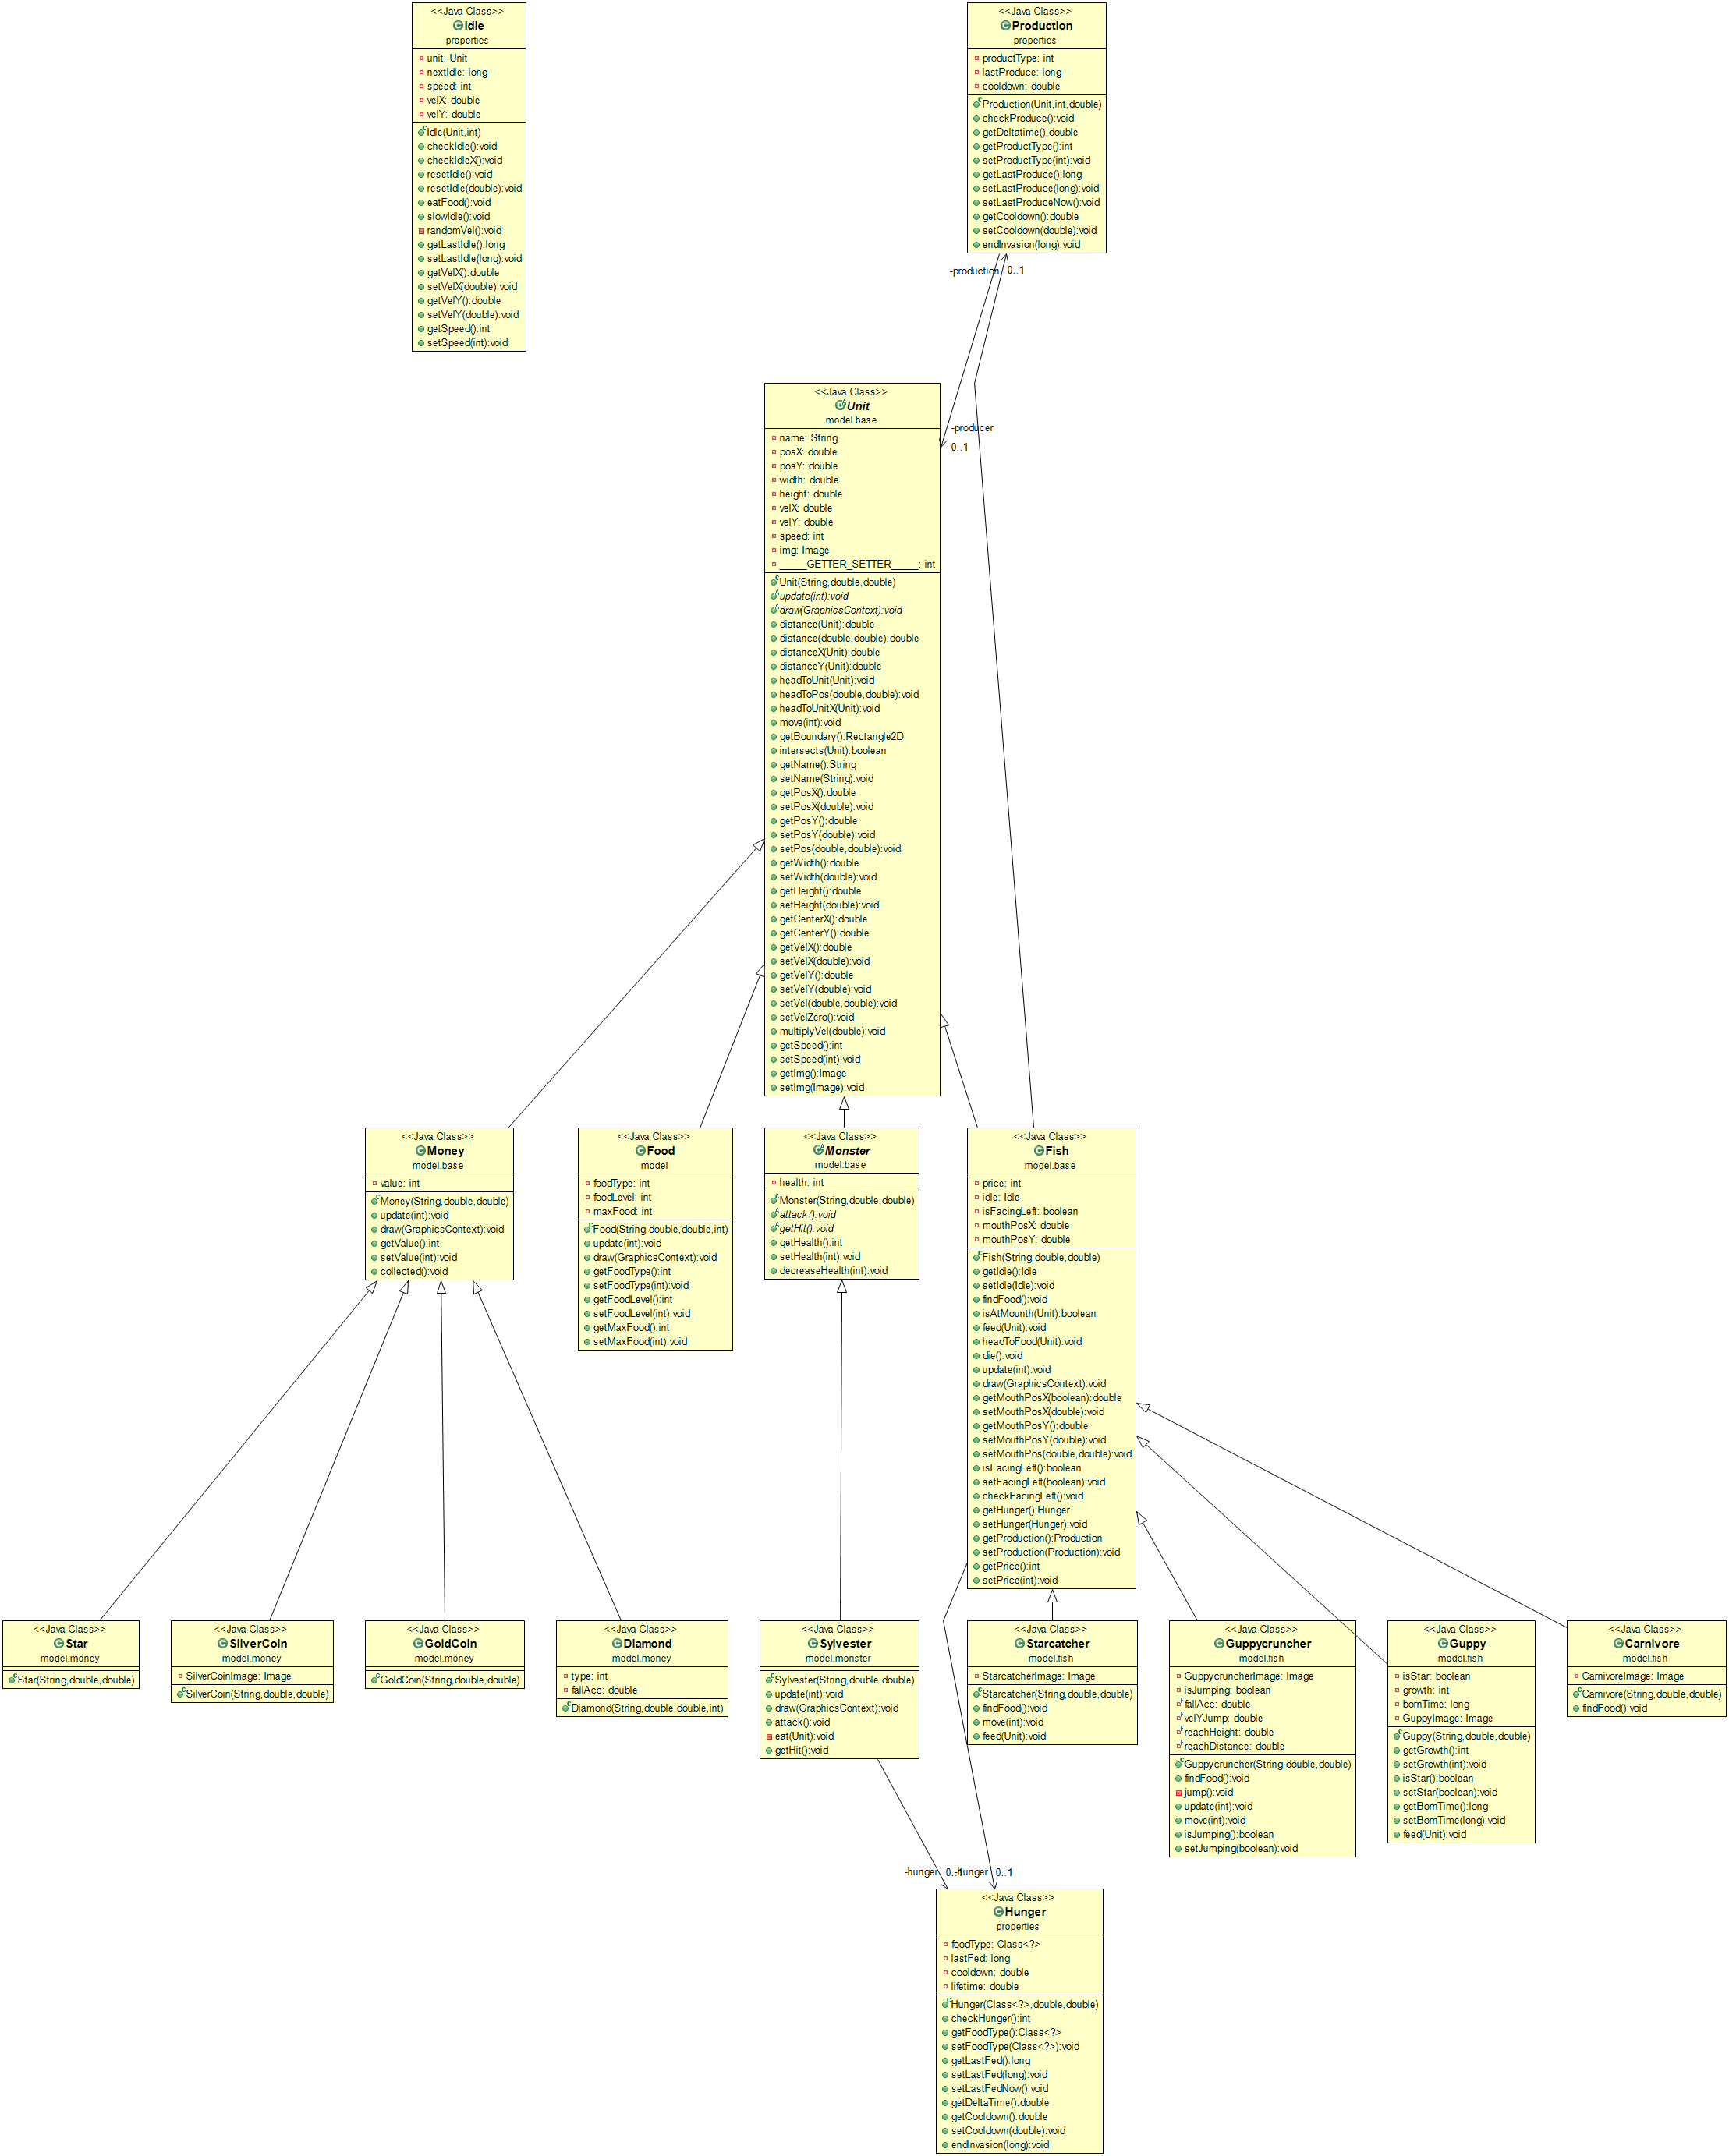 <<Java Class>>
Idle
properties
unit: Unit
nextIdle: long
speed: int
velX: double
velY: double
Idle(Unit,int)
checkIdle():void
checkIdleX():void
resetIdle():void
resetIdle(double):void
eatFood():void
slowIdle():void
randomVel():void
getLastIdle():long
setLastIdle(long):void
getVelX():double
setVelX(double):void
getVelY():double
setVelY(double):void
getSpeed():int
setSpeed(int):void
<<Java Class>>
Production
properties
productType: int
lastProduce: long
cooldown: double
Production(Unit,int,double)
checkProduce():void
getDeltatime():double
getProductType():int
setProductType(int):void
getLastProduce():long
setLastProduce(long):void
setLastProduceNow():void
getCooldown():double
setCooldown(double):void
endInvasion(long):void
-production 0..1
<<Java Class>>
Unit
model.base
name: String
posX: double
posY: double
width: double
height: double
velX: double
velY: double
speed: int
img: Image
_____GETTER_SETTER_____: int
Unit(String,double,double)
update(int):void
draw(GraphicsContext):void
distance(Unit):double
distance(double,double):double
distanceX(Unit):double
distanceY(Unit):double
headToUnit(Unit):void
headToPos(double,double):void
headToUnitX(Unit):void
move(int):void
getBoundary():Rectangle2D
intersects(Unit):boolean
getName():String
setName(String):void
getPosX():double
setPosX(double):void
getPosY():double
setPosY(double):void
setPos(double,double):void
getWidth():double
setWidth(double):void
getHeight():double
setHeight(double):void
getCenterX():double
getCenterY():double
getVelX():double
setVelX(double):void
getVelY():double
setVelY(double):void
setVel(double,double):void
setVelZero():void
multiplyVel(double):void
getSpeed():int
setSpeed(int):void
getImg():Image
setImg(Image):void
-producer
0..1
<<Java Class>>
Money
model.base
value: int
Money(String,double,double)
update(int):void
draw(GraphicsContext):void
getValue():int
setValue(int):void
collected():void
<<Java Class>>
Food
model
foodType: int
foodLevel: int
maxFood: int
Food(String,double,double,int)
update(int):void
draw(GraphicsContext):void
getFoodType():int
setFoodType(int):void
getFoodLevel():int
setFoodLevel(int):void
getMaxFood():int
setMaxFood(int):void
<<Java Class>>
Monster
model.base
health: int
Monster(String,double,double)
attack():void
getHit():void
getHealth():int
setHealth(int):void
decreaseHealth(int):void
<<Java Class>>
Fish
model.base
price: int
idle: Idle
isFacingLeft: boolean
mouthPosX: double
mouthPosY: double
Fish(String,double,double)
getIdle():Idle
setIdle(Idle):void
findFood():void
isAtMounth(Unit):boolean
feed(Unit):void
headToFood(Unit):void
die():void
update(int):void
draw(GraphicsContext):void
getMouthPosX(boolean):double
setMouthPosX(double):void
getMouthPosY():double
setMouthPosY(double):void
setMouthPos(double,double):void
isFacingLeft():boolean
setFacingLeft(boolean):void
checkFacingLeft():void
getHunger():Hunger
setHunger(Hunger):void
getProduction():Production
setProduction(Production):void
getPrice():int
setPrice(int):void
<<Java Class>>
Star
model.money
Star(String,double,double)
<<Java Class>>
SilverCoin
model.money
SilverCoinImage: Image
SilverCoin(String,double,double)
<<Java Class>>
GoldCoin
model.money
GoldCoin(String,double,double)
<<Java Class>>
Diamond
model.money
type: int
fallAcc: double
Diamond(String,double,double,int)
<<Java Class>>
Sylvester
model.monster
Sylvester(String,double,double)
update(int):void
draw(GraphicsContext):void
attack():void
eat(Unit):void
getHit():void
<<Java Class>>
Starcatcher
model.fish
StarcatcherImage: Image
Starcatcher(String,double,double)
findFood():void
move(int):void
feed(Unit):void
<<Java Class>>
Guppycruncher
model.fish
GuppycruncherImage: Image
isJumping: boolean
fallAcc: double
velYJump: double
reachHeight: double
reachDistance: double
Guppycruncher(String,double,double)
findFood():void
jump():void
update(int):void
move(int):void
isJumping():boolean
setJumping(boolean):void
<<Java Class>>
Guppy
model.fish
isStar: boolean
growth: int
bornTime: long
GuppyImage: Image
Guppy(String,double,double)
getGrowth():int
setGrowth(int):void
isStar():boolean
setStar(boolean):void
getBornTime():long
setBornTime(long):void
feed(Unit):void
<<Java Class>>
Carnivore
model.fish
CarnivoreImage: Image
Carnivore(String,double,double)
findFood():void
-hunger 0..1
-hunger 0..1
<<Java Class>>
Hunger
properties
foodType: Class<?>
lastFed: long
cooldown: double
lifetime: double
Hunger(Class<?>,double,double)
checkHunger():int
getFoodType():Class<?>
setFoodType(Class<?>):void
getLastFed():long
setLastFed(long):void
setLastFedNow():void
getDeltaTime():double
getCooldown():double
setCooldown(double):void
endInvasion(long):void